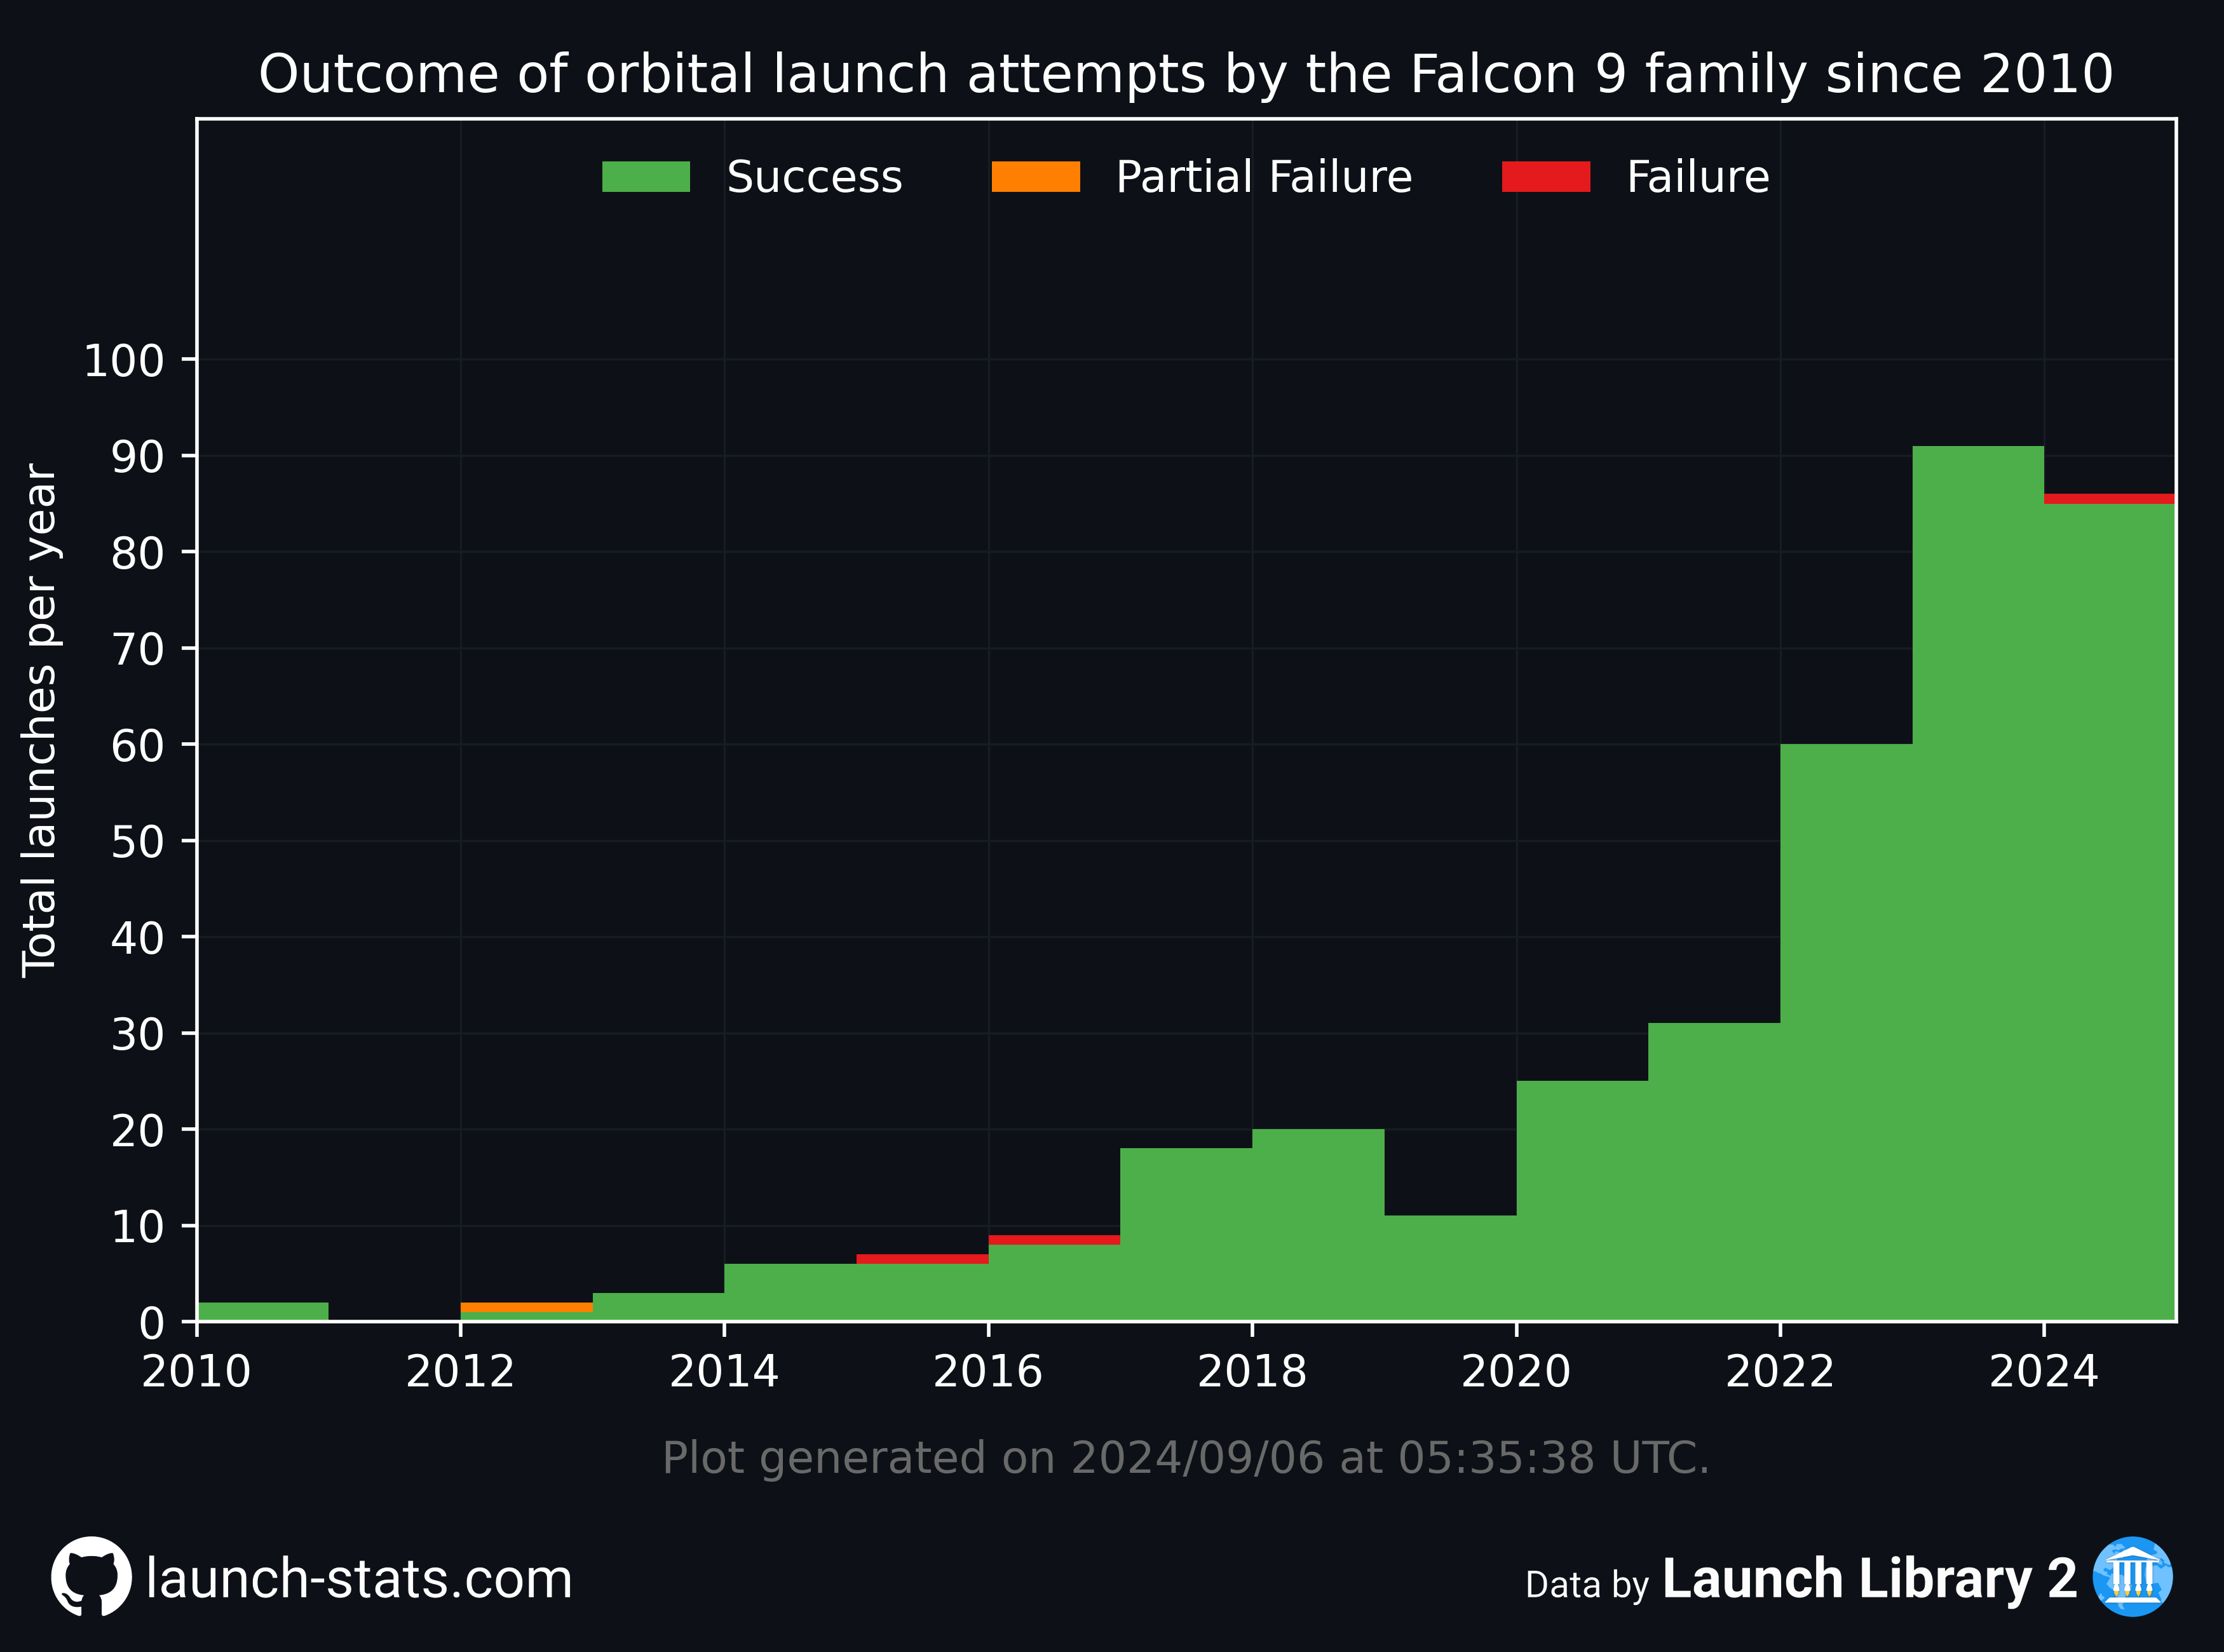 Outcome of orbital launch attempts by the Falcon 9 family since 2010
Success Partial Failure Failure
Total launches per year
100
90
80
70
60
50
40
30
20
10
0
2010 2012 2014 2016 2018 2020 2022 2024
Plot generated on 2024/09/06 at 05:35:38 UTC.
launch-stats.com
Data by Launch Library 2